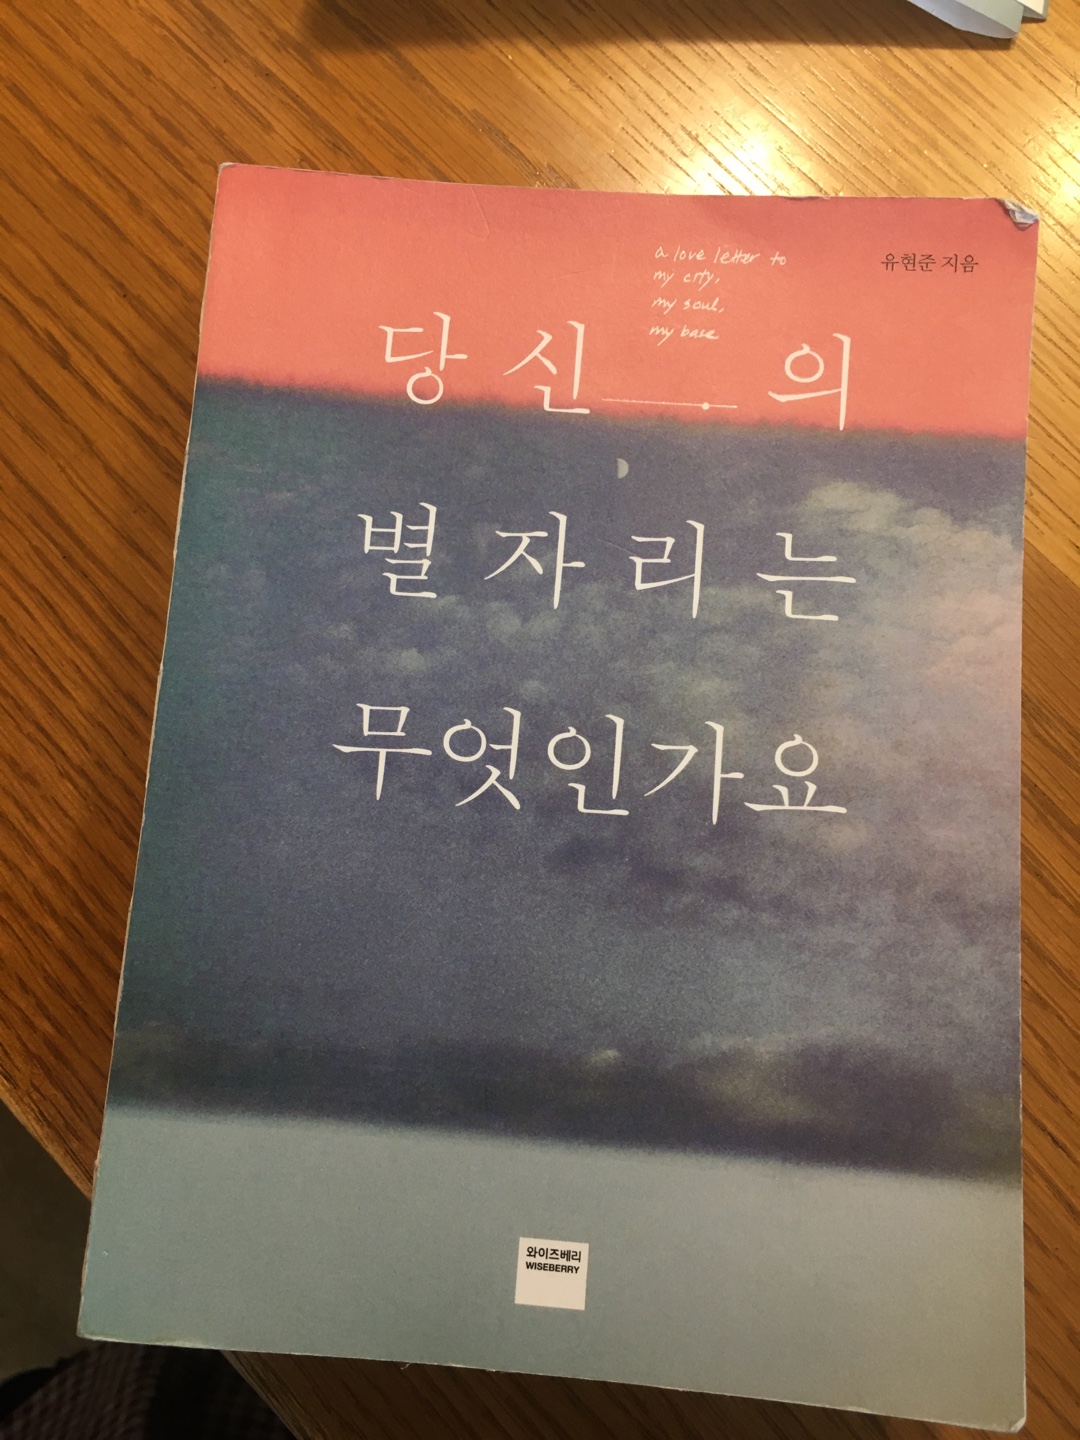 a love letter to
my city,
my soul,
my base
유현준 지음
당신의
별자리는
무엇인가요
와이즈베리
WISEBERRY